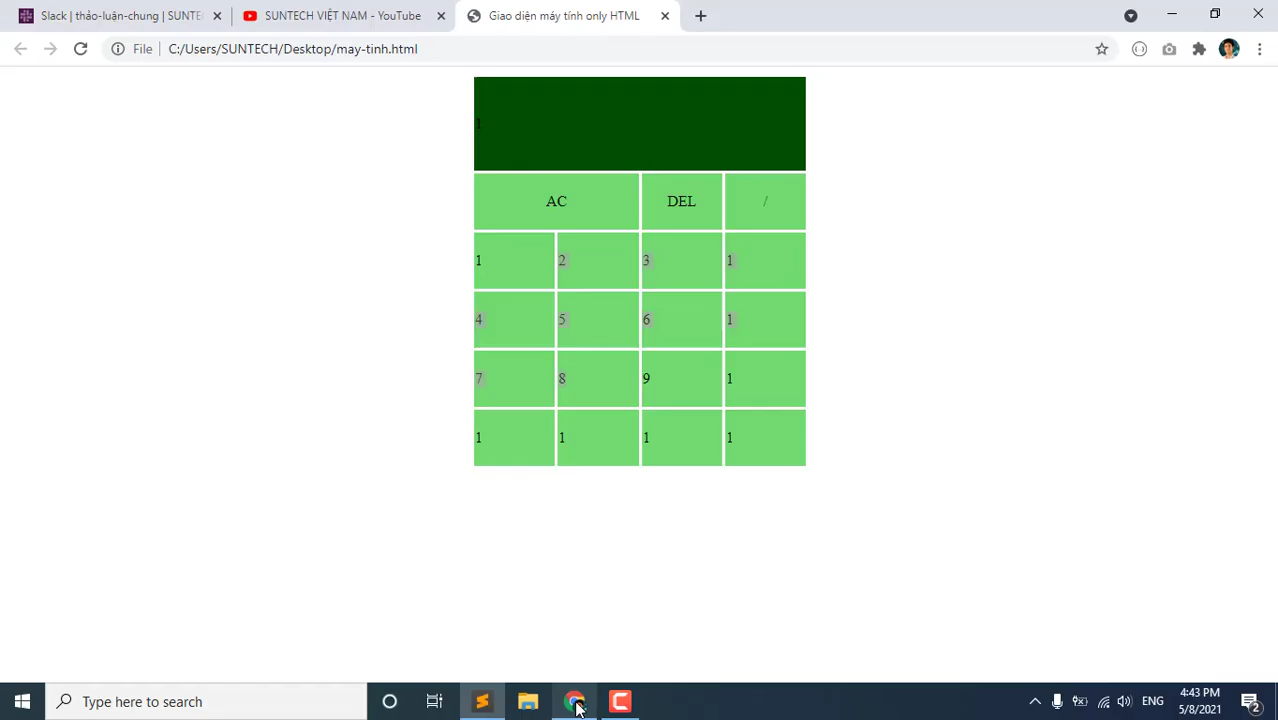 Slack | thảo-luận-chung | SUNTE
SUNTECH VIỆT NAM - YouTube
Giao diện máy tính only HTML
File C:/Users/SUNTECH/Desktop/may-tinh.html
1
AC DEL /
1 2 3 1
4 5 6 1
7 8 9 1
1 1 1 1
Type here to search
ENG
4:43 PM
5/8/2021
2